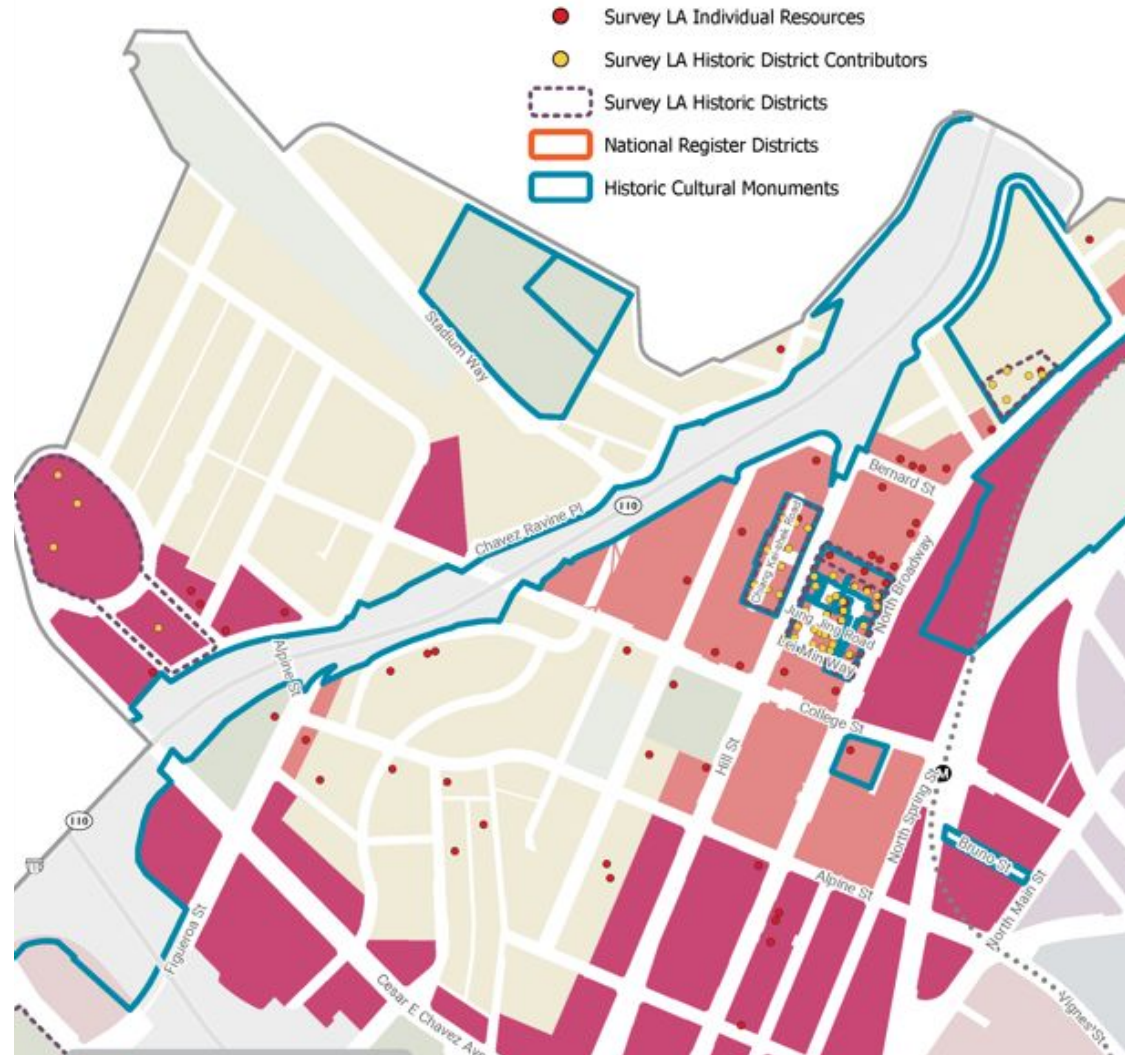 Survey LA Individual Resources
Survey LA Historic District Contributors
Survey LA Historic Districts
National Register Districts
Historic Cultural Monuments
Stadium Way
Bernard St
110
Chavez Ravine Pl
Chang Kai-shek Road
North Broadway
Jung Jing Road
Lei Min Way
Alpine St
College St
Hill St
M
North Spring St
110
Bruno St
Alpine St
North Main St
Figueroa St
Cesar E Chavez Ave
Vignes St